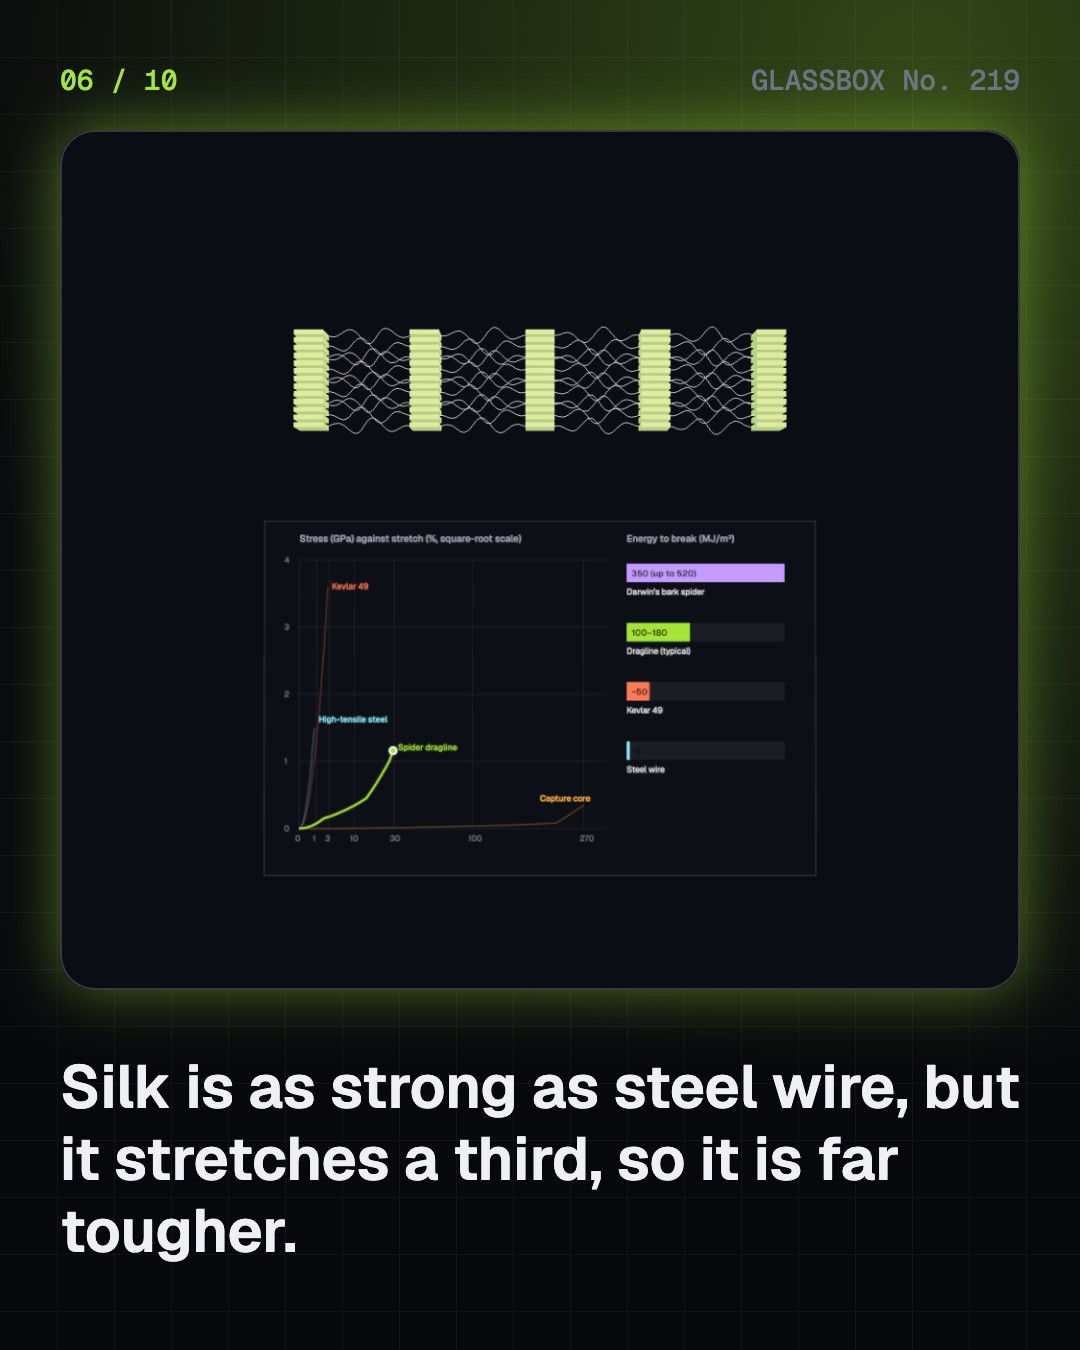 06 / 10
GLASSBOX No. 219
Stress (GPa) against stretch (%, square-root scale)
4
3
2
1
0
Kevlar 49
High-tensile steel
Spider dragline
Capture core
0 1 3 10 30 100 270
Energy to break (MJ/m³)
350 (up to 520)
Darwin's bark spider
100–180
Dragline (typical)
~50
Kevlar 49
Steel wire
Silk is as strong as steel wire, but
it stretches a third, so it is far
tougher.